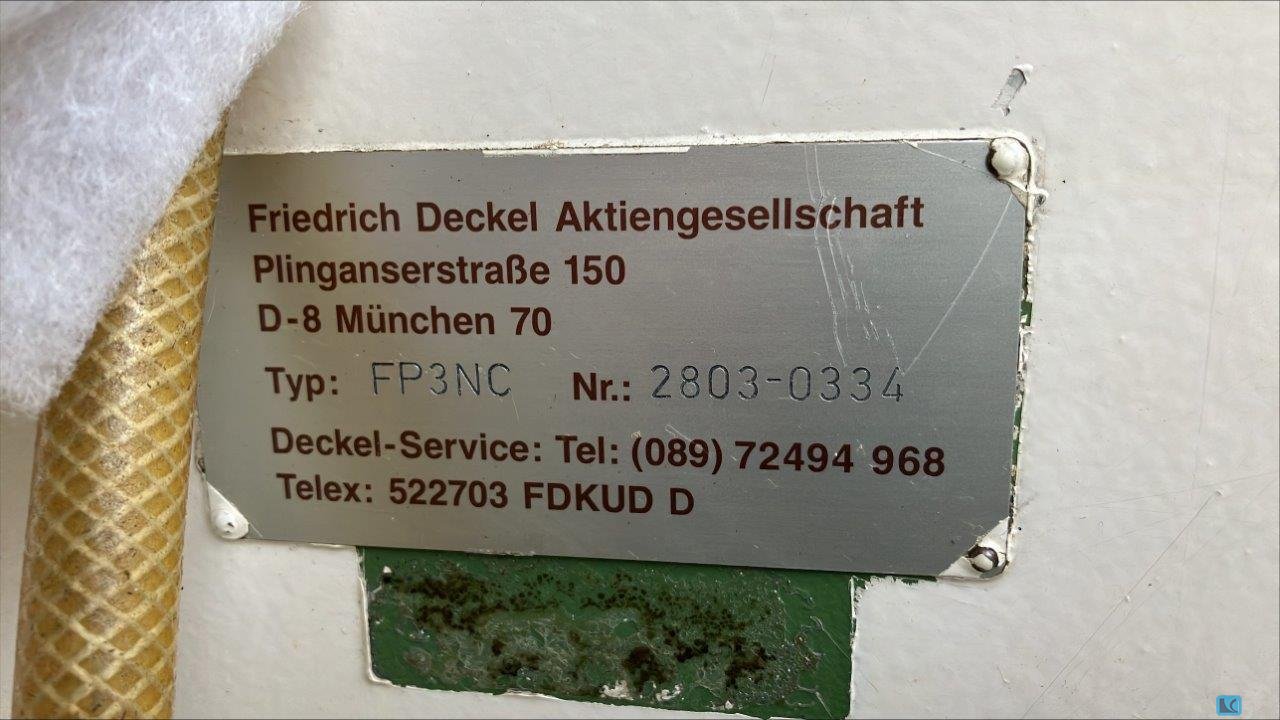 Friedrich Deckel Aktiengesellschaft
Plinganserstraße 150
D-8 München 70
Typ: FP3NC Nr.: 2803-0334
Deckel-Service: Tel: (089) 72494 968
Telex: 522703 FDKUD D